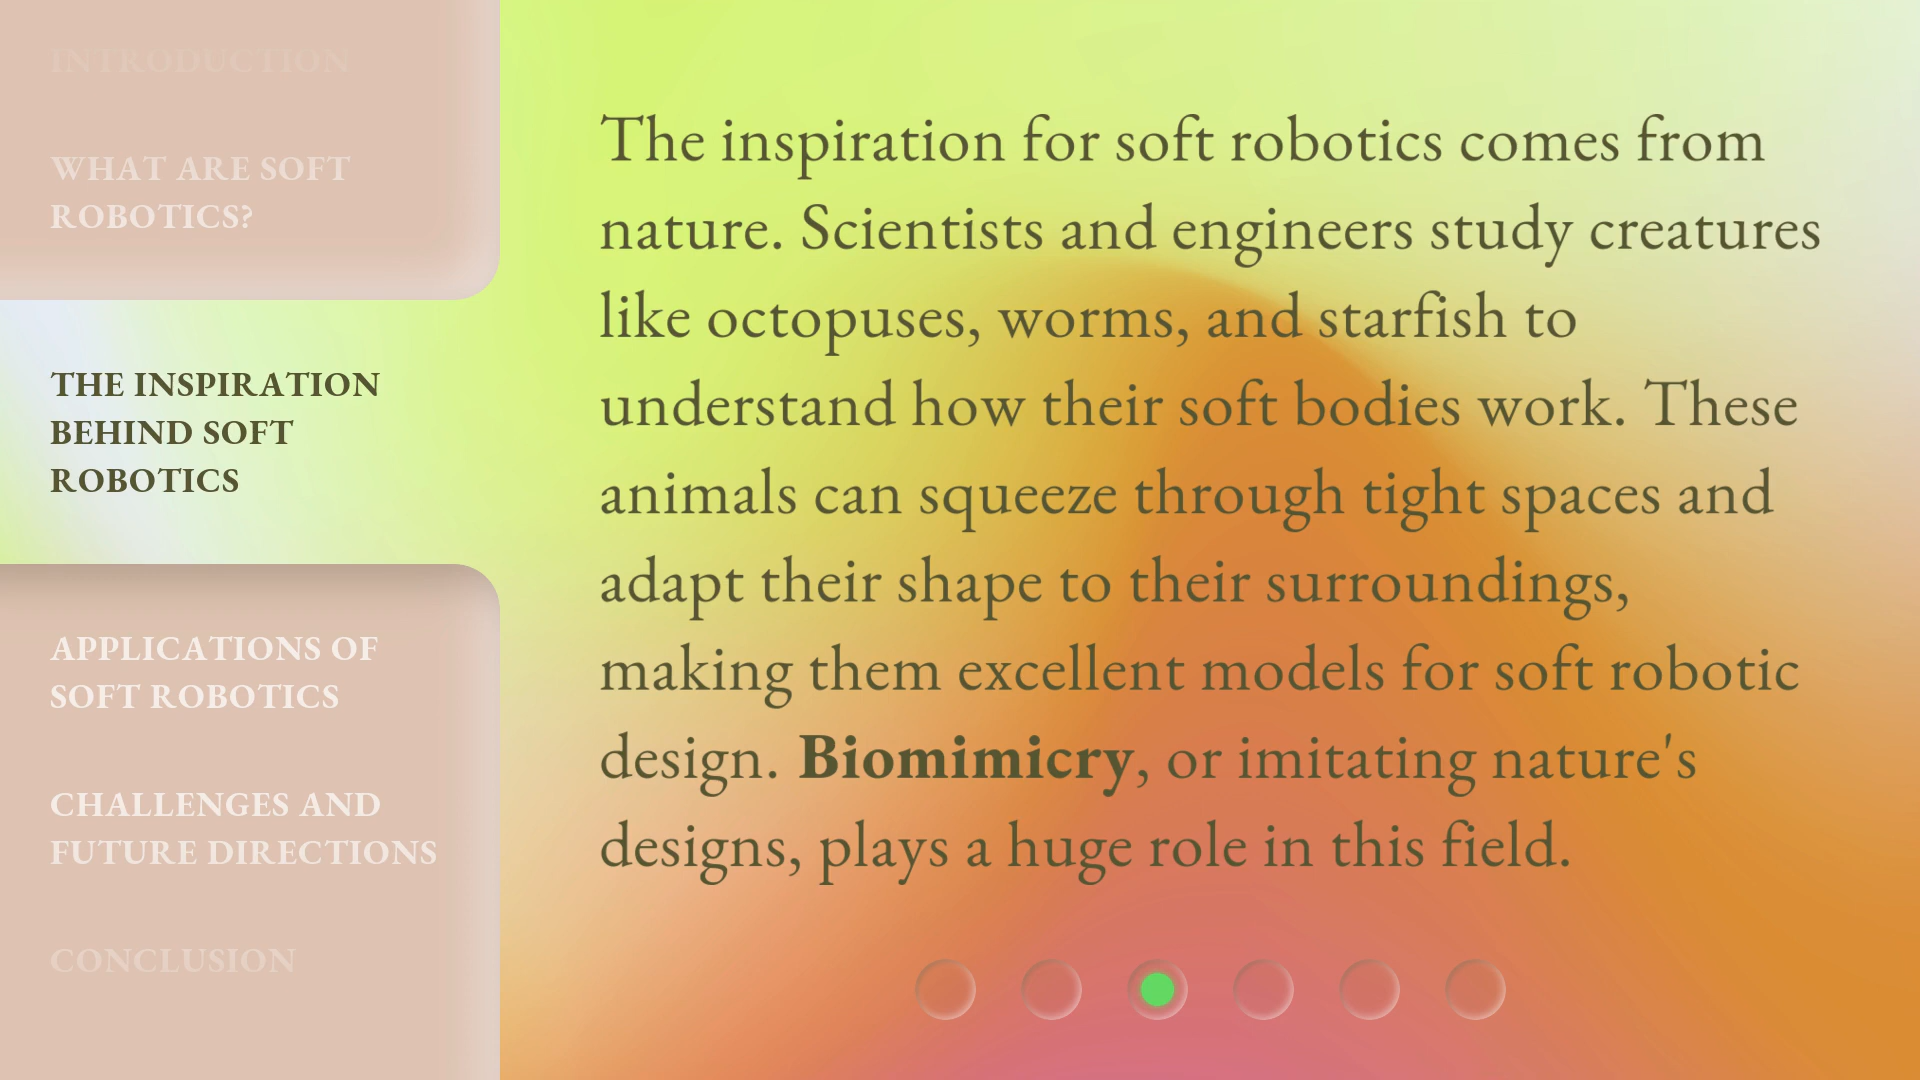 INTRODUCTION
WHAT ARE SOFT
ROBOTICS?
THE INSPIRATION
BEHIND SOFT
ROBOTICS
APPLICATIONS OF
SOFT ROBOTICS
CHALLENGES AND
FUTURE DIRECTIONS
CONCLUSION
The inspiration for soft robotics comes from
nature. Scientists and engineers study creatures
like octopuses, worms, and starfish to
understand how their soft bodies work. These
animals can squeeze through tight spaces and
adapt their shape to their surroundings,
making them excellent models for soft robotic
design. Biomimicry, or imitating nature's
designs, plays a huge role in this field.